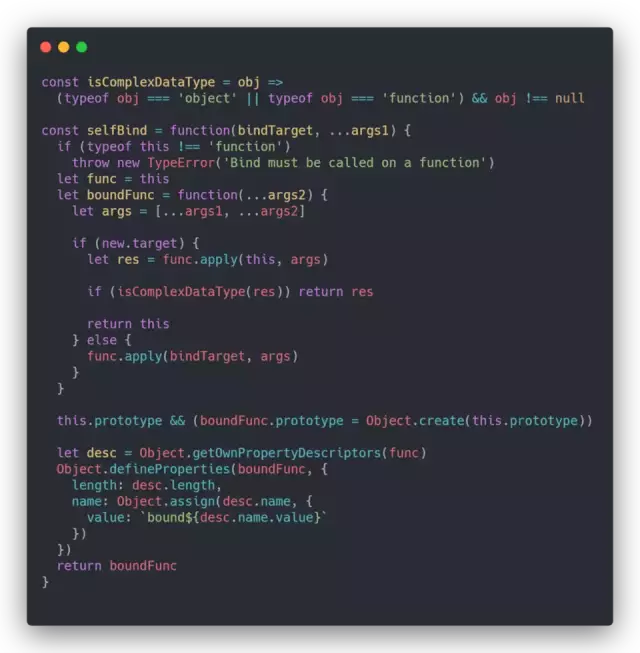 const isComplexDataType = obj =>
  (typeof obj === 'object' || typeof obj === 'function') && obj !== null

const selfBind = function(bindTarget, ...args1) {
  if (typeof this !== 'function')
    throw new TypeError('Bind must be called on a function')
  let func = this
  let boundFunc = function(...args2) {
    let args = [...args1, ...args2]

    if (new.target) {
      let res = func.apply(this, args)

      if (isComplexDataType(res)) return res

      return this
    } else {
      func.apply(bindTarget, args)
    }
  }

  this.prototype && (boundFunc.prototype = Object.create(this.prototype))

  let desc = Object.getOwnPropertyDescriptors(func)
  Object.defineProperties(boundFunc, {
    length: desc.length,
    name: Object.assign(desc.name, {
      value: `bound${desc.name.value}`
    })
  })
  return boundFunc
}